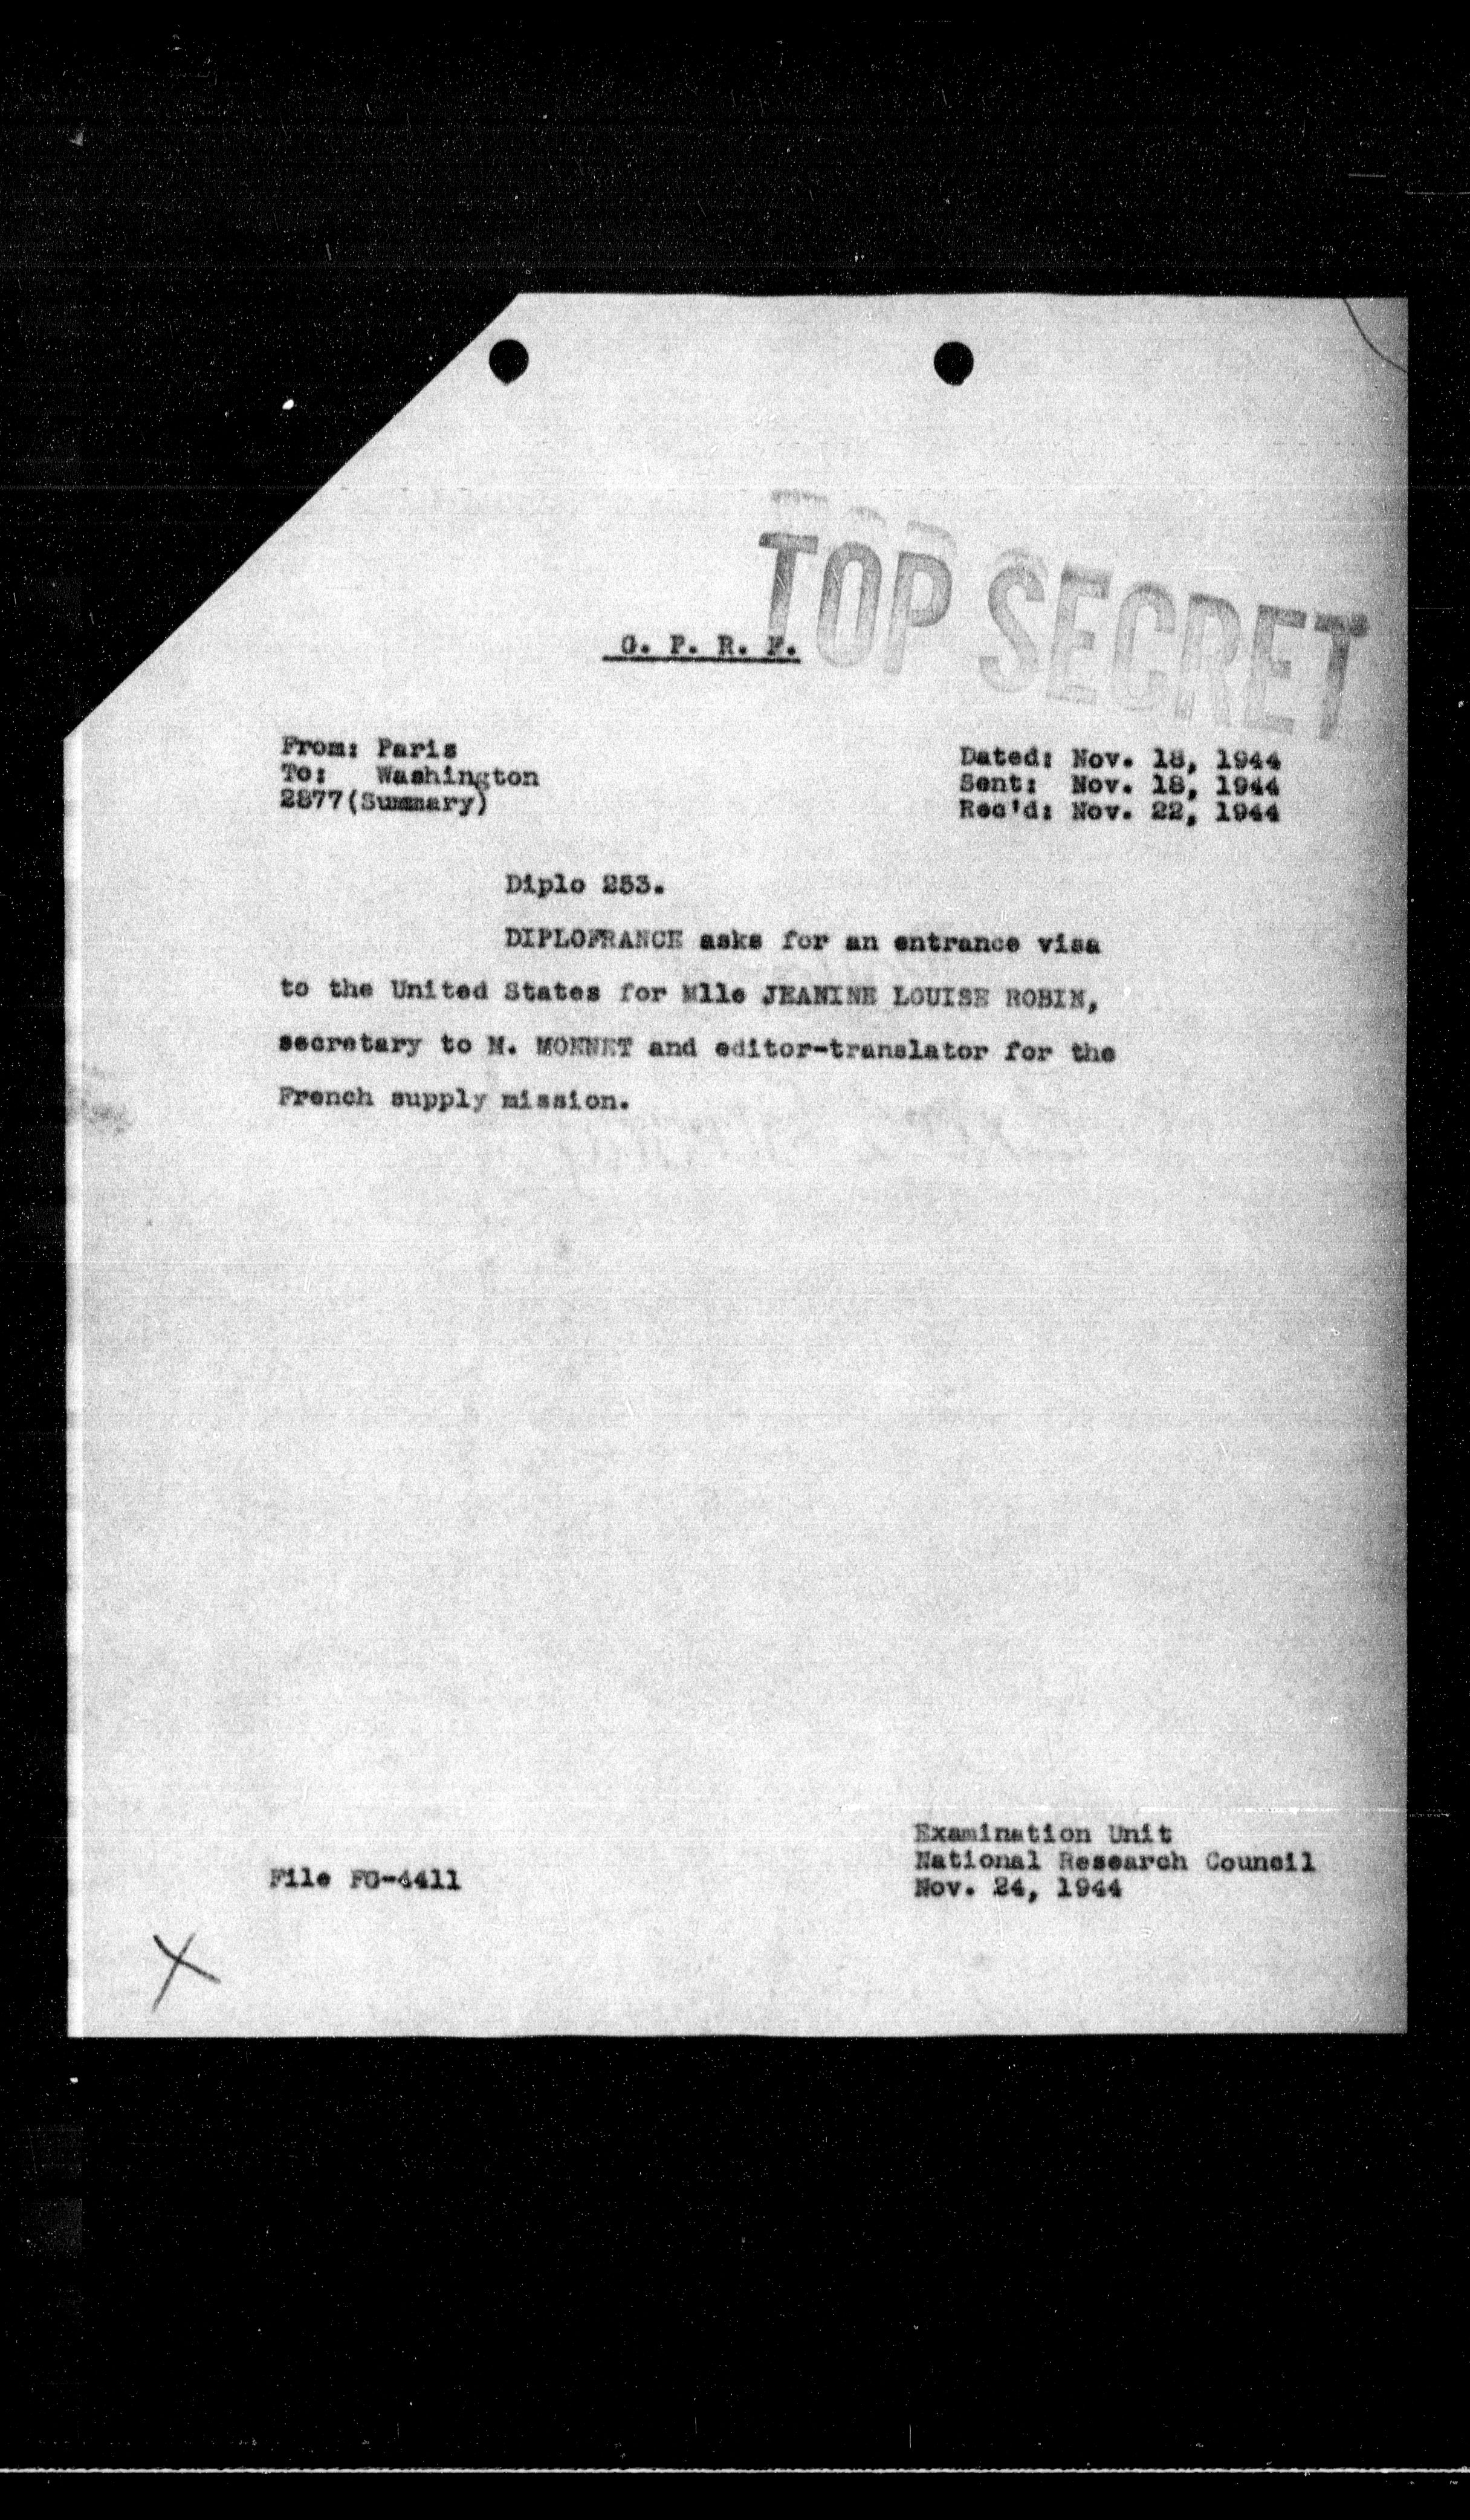 TOP SECRET
G. P. R. F.
From: Paris
To: Washington
2877(Summary)
Dated: Nov. 18, 1944
Sent: Nov. 18, 1944
Rec'd: Nov. 22, 1944
Diplo 253.
DIPLOFRANCE asks for an entrance visa
to the United States for Mlle JEANINE LOUISE ROBIN,
secretary to M. MONNET and editor-translator for the
French supply mission.
Examination Unit
National Research Council
Nov. 24, 1944
File FG-4411
X